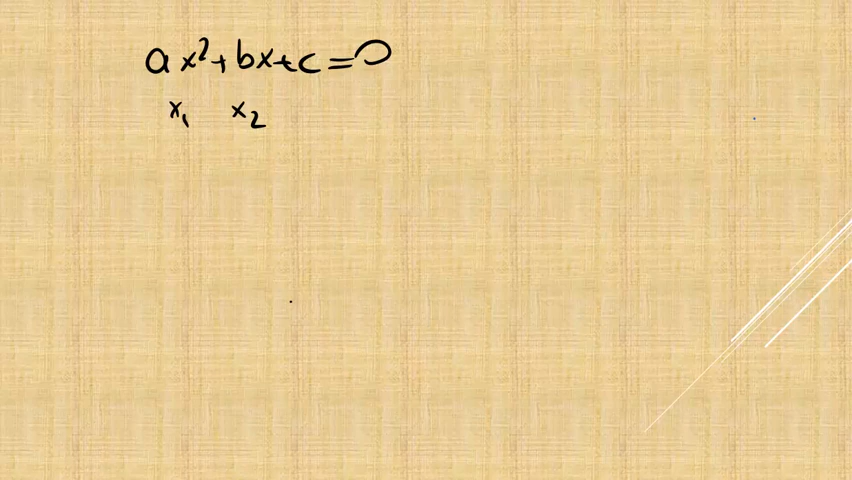 ax²+bx+c=0
x₁ x₂